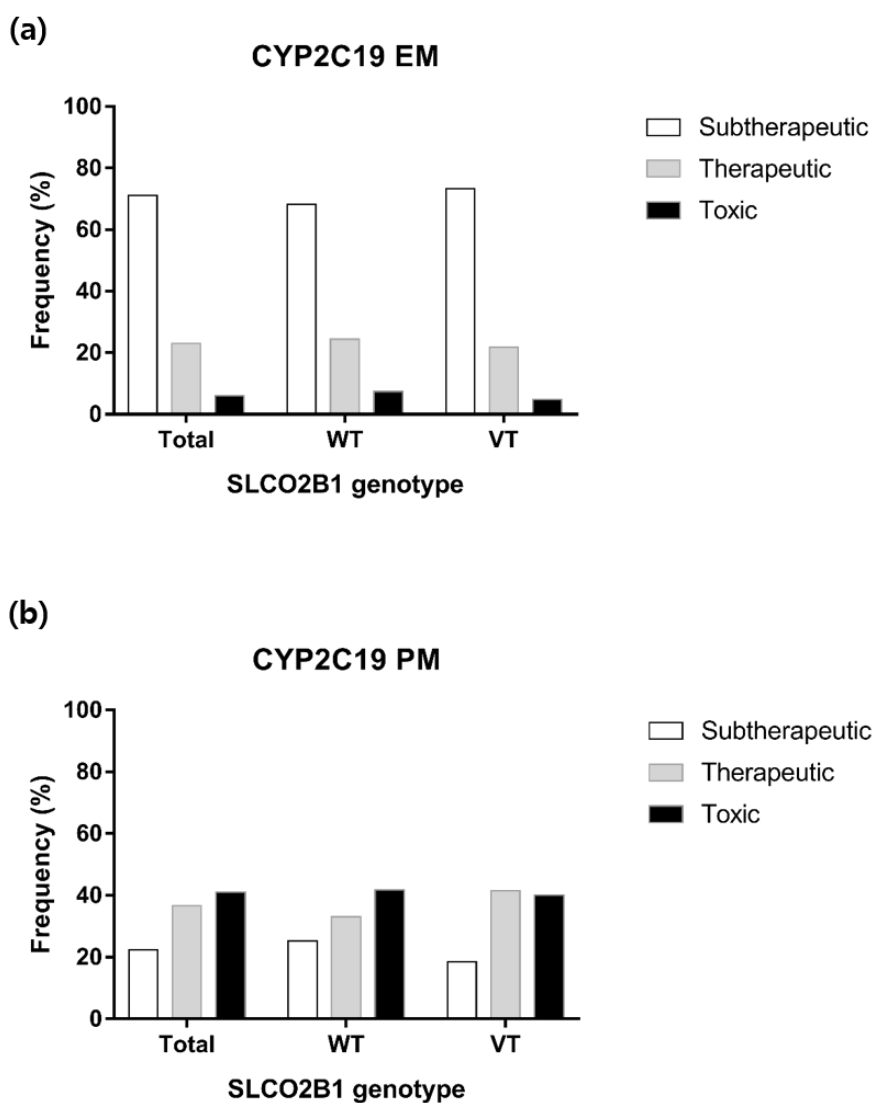 (a)
CYP2C19 EM
Frequency (%)
100
80
60
40
20
0
Total WT VT
SLCO2B1 genotype
Subtherapeutic
Therapeutic
Toxic
(b)
CYP2C19 PM
Frequency (%)
100
80
60
40
20
0
Total WT VT
SLCO2B1 genotype
Subtherapeutic
Therapeutic
Toxic